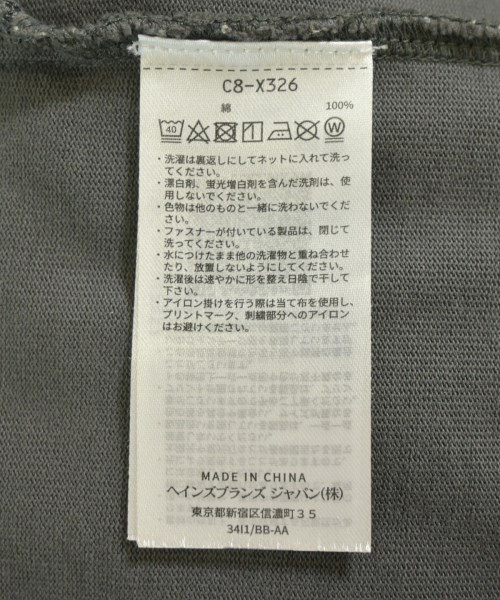 C8-X326
綿 100%
40 W
・洗濯は裏返しにしてネットに入れて洗っ
てください。
・漂白剤、蛍光増白剤を含んだ洗剤は、使
用しないでください。
・色物は他のものと一緒に洗わないでくだ
さい。
・ファスナーが付いている製品は、閉じて
洗ってください。
・水につけたまま他の洗濯物と重ね合わせ
たり、放置しないようにしてください。
・洗濯後は速やかに形を整え日陰で干して
下さい。
・アイロン掛けを行う際は当て布を使用し、
プリントマーク、刺繍部分へのアイロン
はお避けください。
MADE IN CHINA
ヘインズブランズ ジャパン(株)
東京都新宿区信濃町35
34I1/BB-AA